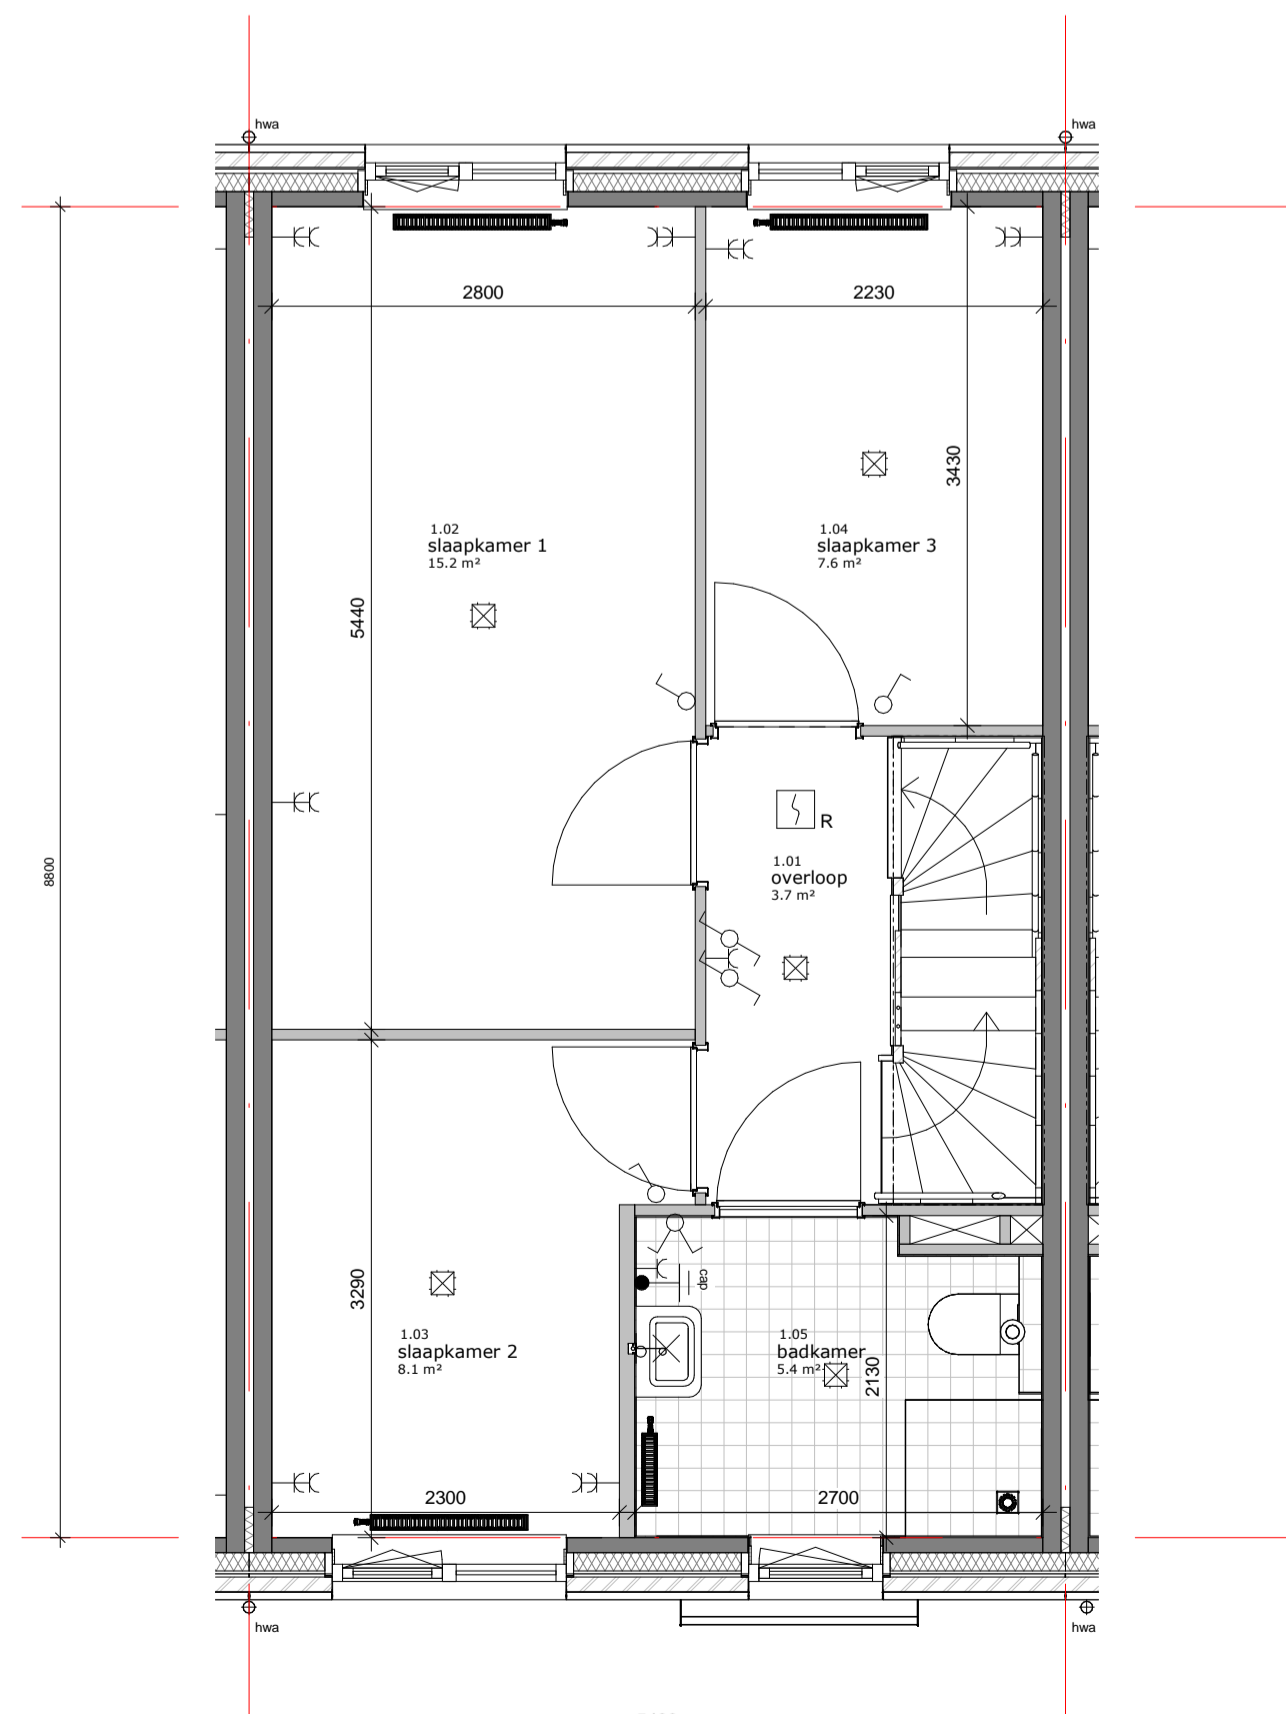 hwa
hwa
2800
2230
3430
1.02
slaapkamer 1
15.2 m²
1.04
slaapkamer 3
7.6 m²
5440
R
1.01
overloop
3.7 m²
8800
cap
3290
1.03
slaapkamer 2
8.1 m²
1.05
badkamer
5.4 m²
2130
2300
2700
hwa
hwa